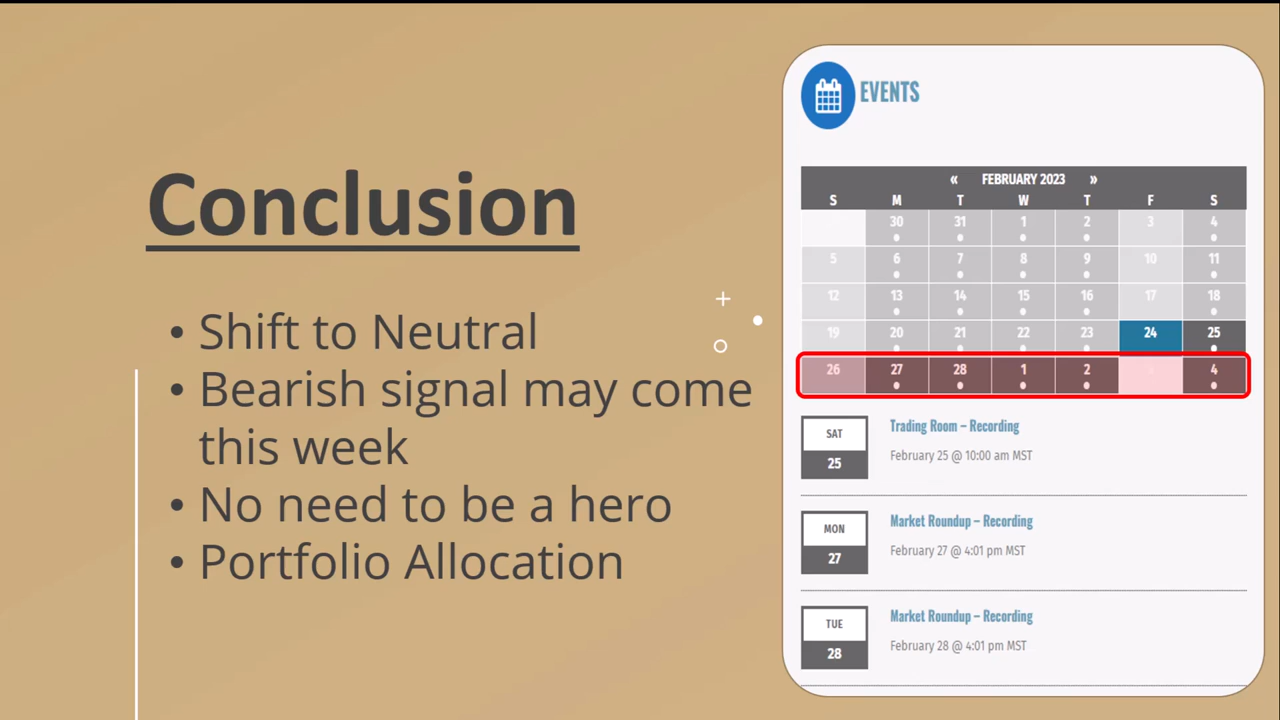 Conclusion
• Shift to Neutral
• Bearish signal may come
this week
• No need to be a hero
• Portfolio Allocation
EVENTS
« FEBRUARY 2023 »
S M T W T F S
30 31 1 2 3 4
5 6 7 8 9 10 11
12 13 14 15 16 17 18
19 20 21 22 23 24 25
26 27 28 1 2 4
SAT
25
Trading Room – Recording
February 25 @ 10:00 am MST
MON
27
Market Roundup – Recording
February 27 @ 4:01 pm MST
TUE
28
Market Roundup – Recording
February 28 @ 4:01 pm MST